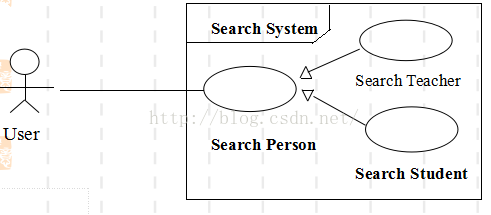 Search System
Search Teacher
http://blog.csdn.net/
User
Search Person
Search Student